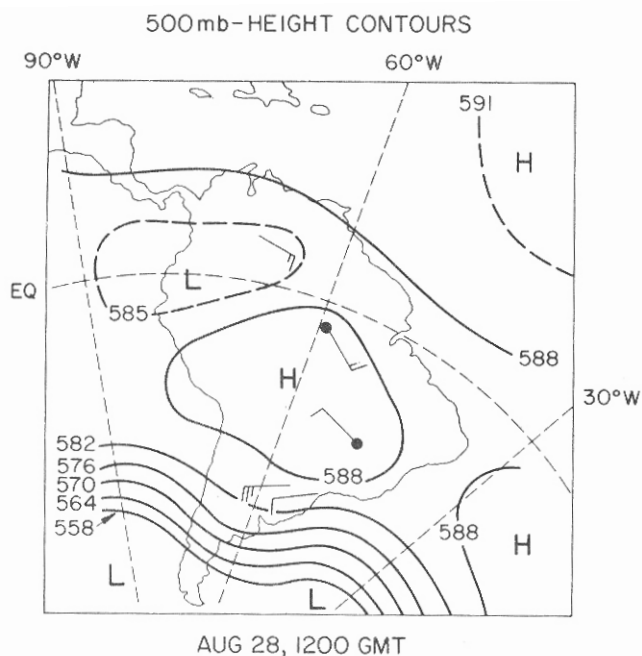 500mb-HEIGHT CONTOURS
90°W 60°W
591
H
L
EQ
585
588
H
30°W
582
588
576
570
564
588
558
H
L
L
AUG 28, 1200 GMT